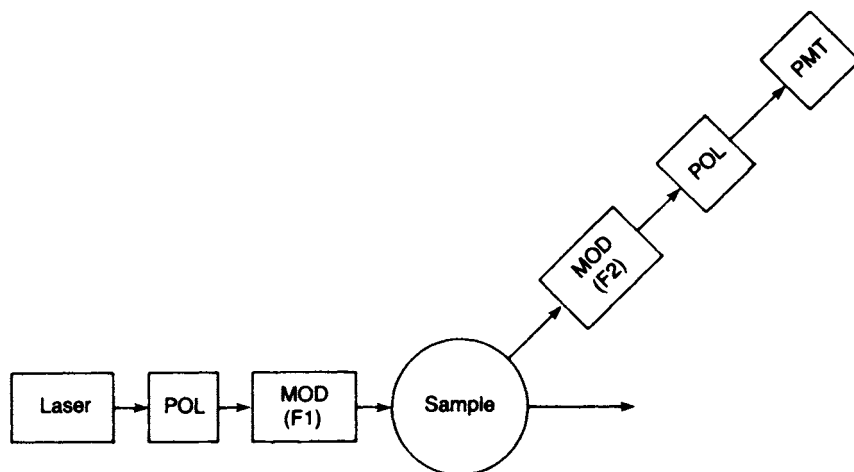 PMT
POL
MOD
(F2)
Laser
POL
MOD
(F1)
Sample